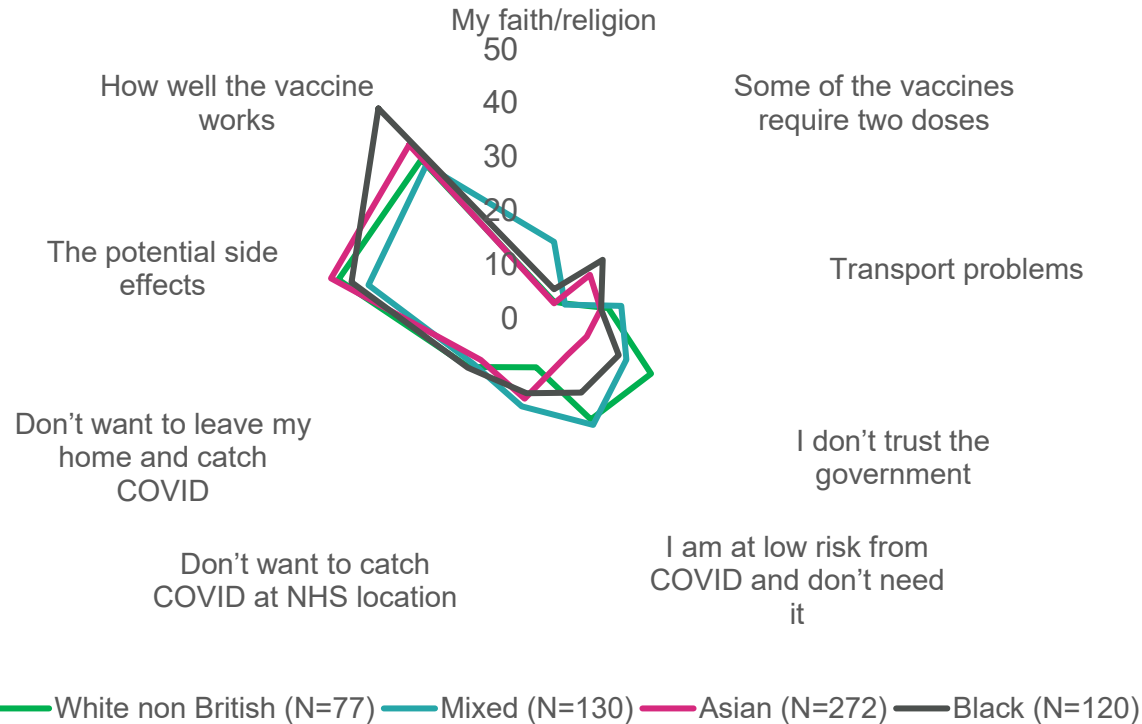 My faith/religion
50
40
30
20
10
0
Some of the vaccines
require two doses
Transport problems
I don’t trust the
government
I am at low risk from
COVID and don’t need
it
Don’t want to catch
COVID at NHS location
Don’t want to leave my
home and catch
COVID
The potential side
effects
How well the vaccine
works
White non British (N=77) Mixed (N=130) Asian (N=272) Black (N=120)